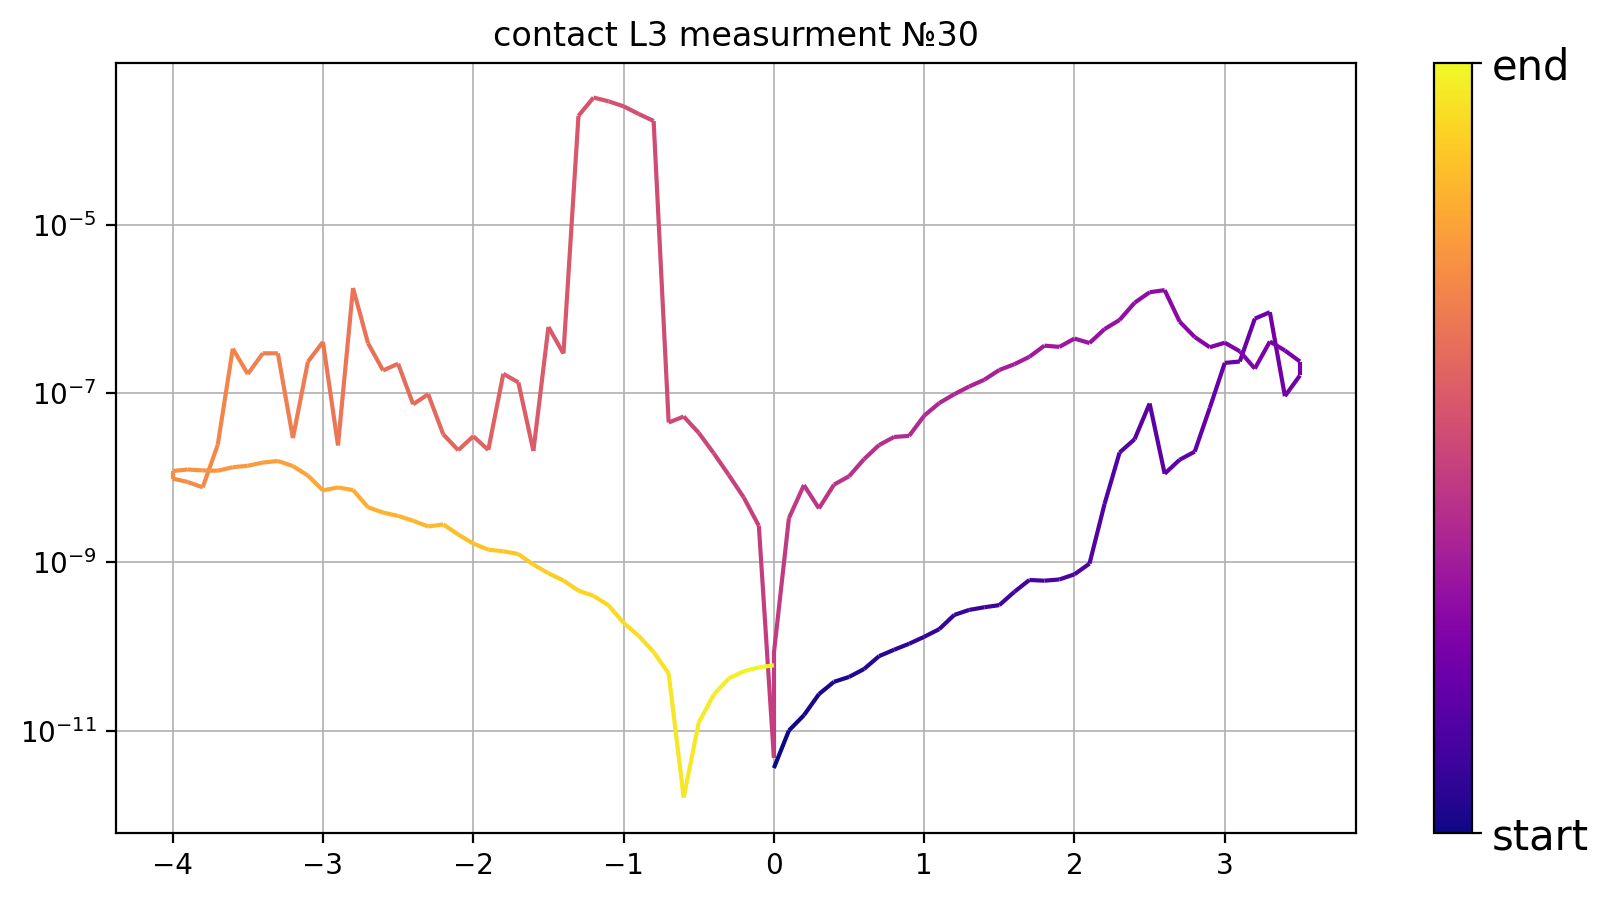 contact L3 measurment №30
end
10⁻⁵
10⁻⁷
10⁻⁹
10⁻¹¹
start
−4 −3 −2 −1 0 1 2 3